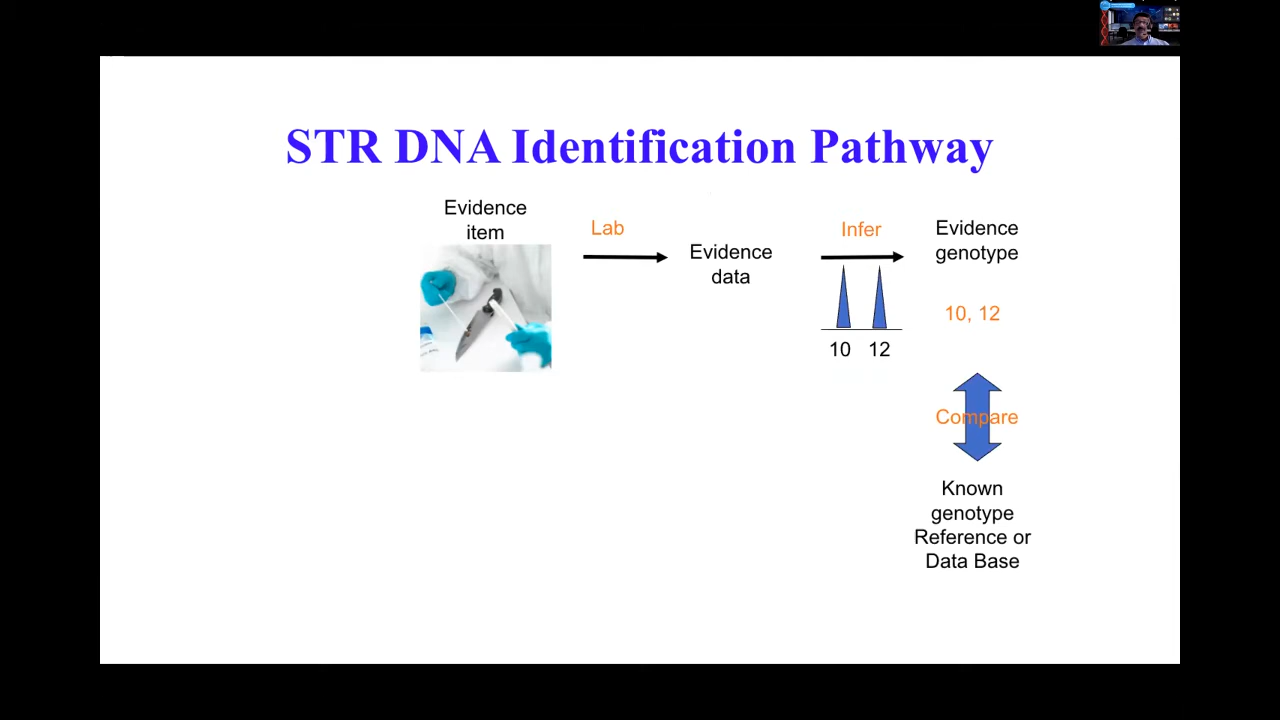 STR DNA Identification Pathway
Evidence
item
Lab
Evidence
data
Infer
10 12
Evidence
genotype
10, 12
Compare
Known
genotype
Reference or
Data Base